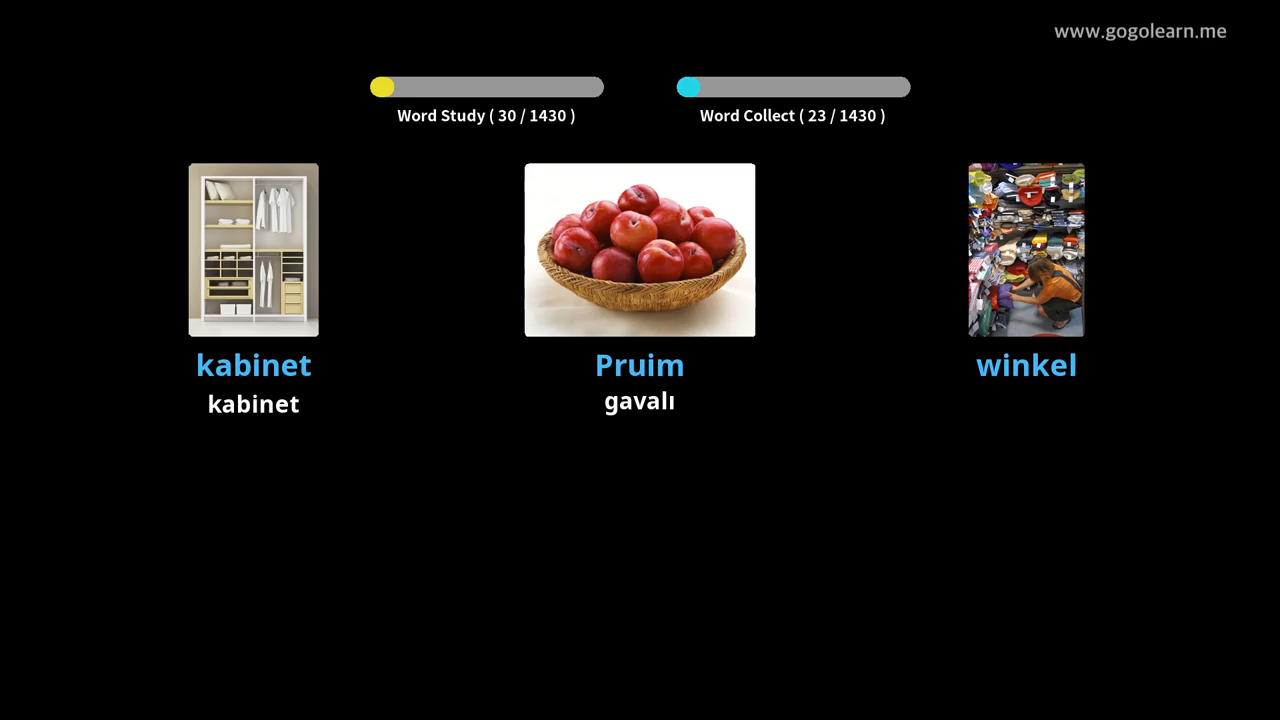 www.gogolearn.me
Word Study ( 30 / 1430 )
Word Collect ( 23 / 1430 )
kabinet
Pruim
winkel
kabinet
gavalı